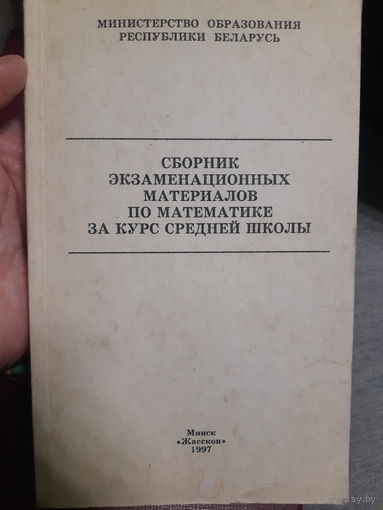 МИНИСТЕРСТВО ОБРАЗОВАНИЯ
РЕСПУБЛИКИ БЕЛАРУСЬ
СБОРНИК
ЭКЗАМЕНАЦИОННЫХ
МАТЕРИАЛОВ
ПО МАТЕМАТИКЕ
ЗА КУРС СРЕДНЕЙ ШКОЛЫ
Минск
«Жасскон»
1997